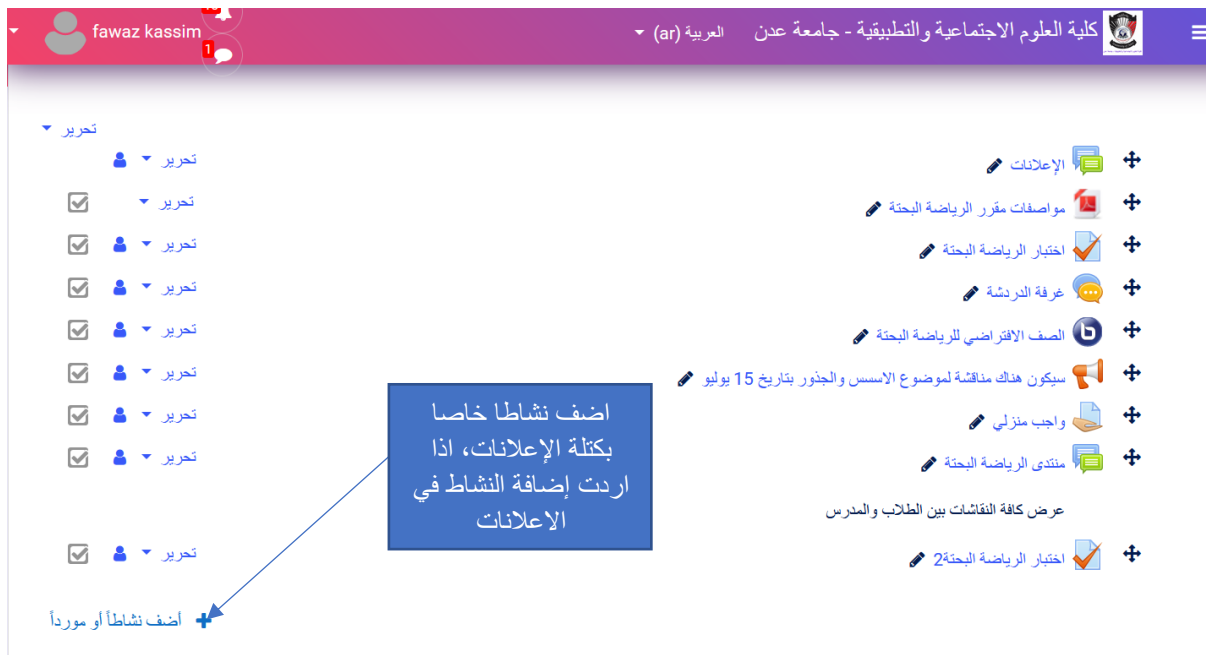 كلية العلوم الاجتماعية والتطبيقية - جامعة عدن
العربية (ar)
fawaz kassim
1
تحرير
الإعلانات
تحرير
مواصفات مقرر الرياضة البحتة
تحرير
اختبار الرياضة البحتة
تحرير
غرفة الدردشة
تحرير
الصف الافتراضي للرياضة البحتة
تحرير
سيكون هناك مناقشة لموضوع الاسس والجذور بتاريخ 15 يوليو
تحرير
واجب منزلي
تحرير
منتدى الرياضة البحتة
تحرير
عرض كافة النقاشات بين الطلاب والمدرس
اختبار الرياضة البحتة2
تحرير
اضف نشاطا خاصا
بكتلة الإعلانات، اذا
اردت إضافة النشاط في
الاعلانات
أضف نشاطاً أو مورداً